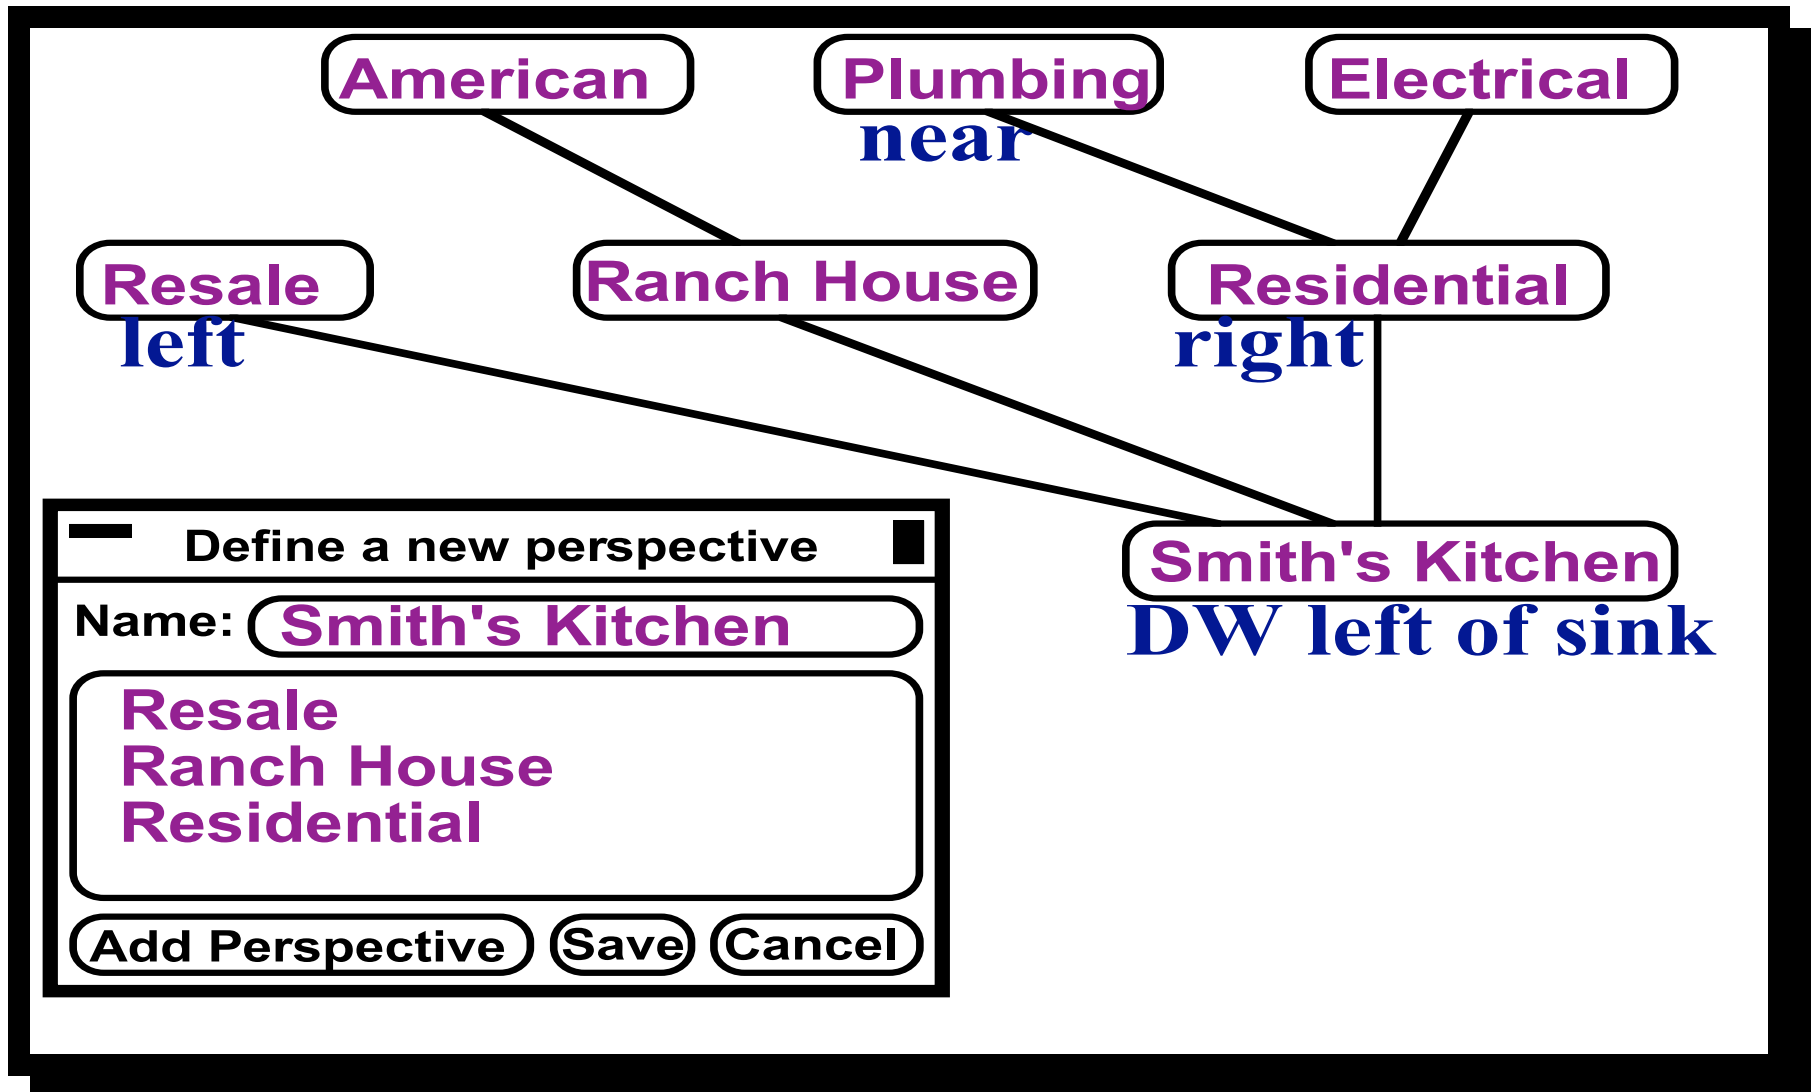 American
Plumbing
Electrical
near
Resale
Ranch House
Residential
left
right
Smith's Kitchen
DW left of sink
Define a new perspective
Name: Smith's Kitchen
Resale
Ranch House
Residential
Add Perspective
Save
Cancel